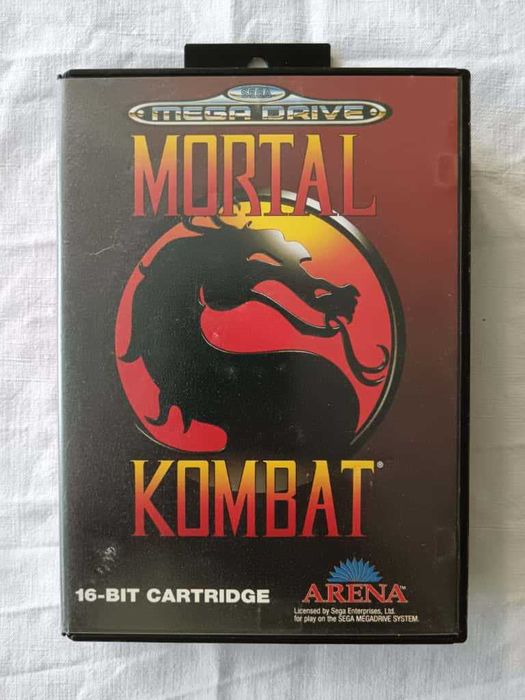 SEGA
MEGA DRIVE
MORTAL
KOMBAT®
16-BIT CARTRIDGE
ARENA™
Licensed by Sega Enterprises, Ltd.
for play on the SEGA MEGADRIVE SYSTEM.